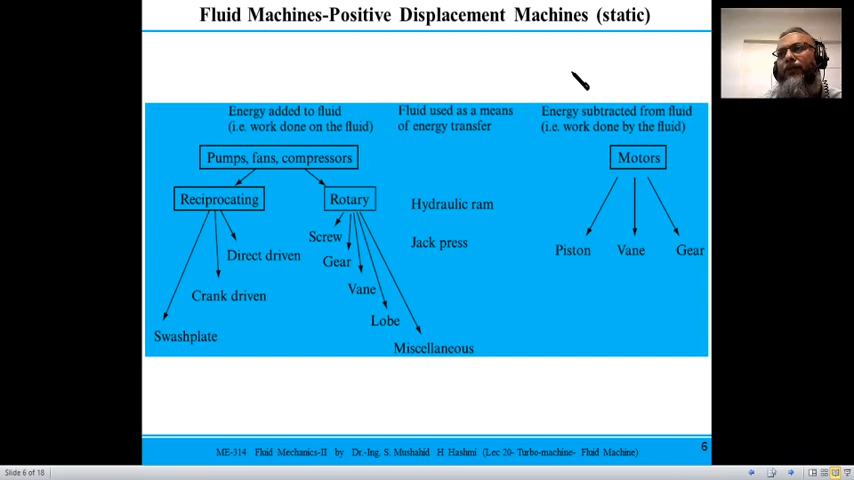 Fluid Machines-Positive Displacement Machines (static)
Energy added to fluid
(i.e. work done on the fluid)
Fluid used as a means
of energy transfer
Energy subtracted from fluid
(i.e. work done by the fluid)
Pumps, fans, compressors
Motors
Reciprocating
Rotary
Hydraulic ram
Screw
Jack press
Piston
Vane
Gear
Direct driven
Gear
Vane
Crank driven
Lobe
Swashplate
Miscellaneous
6
ME-314 Fluid Mechanics-II by Dr.-Ing. S. Mushahid H Hashmi (Lec 20- Turbo-machine- Fluid Machine)
Slide 6 of 18